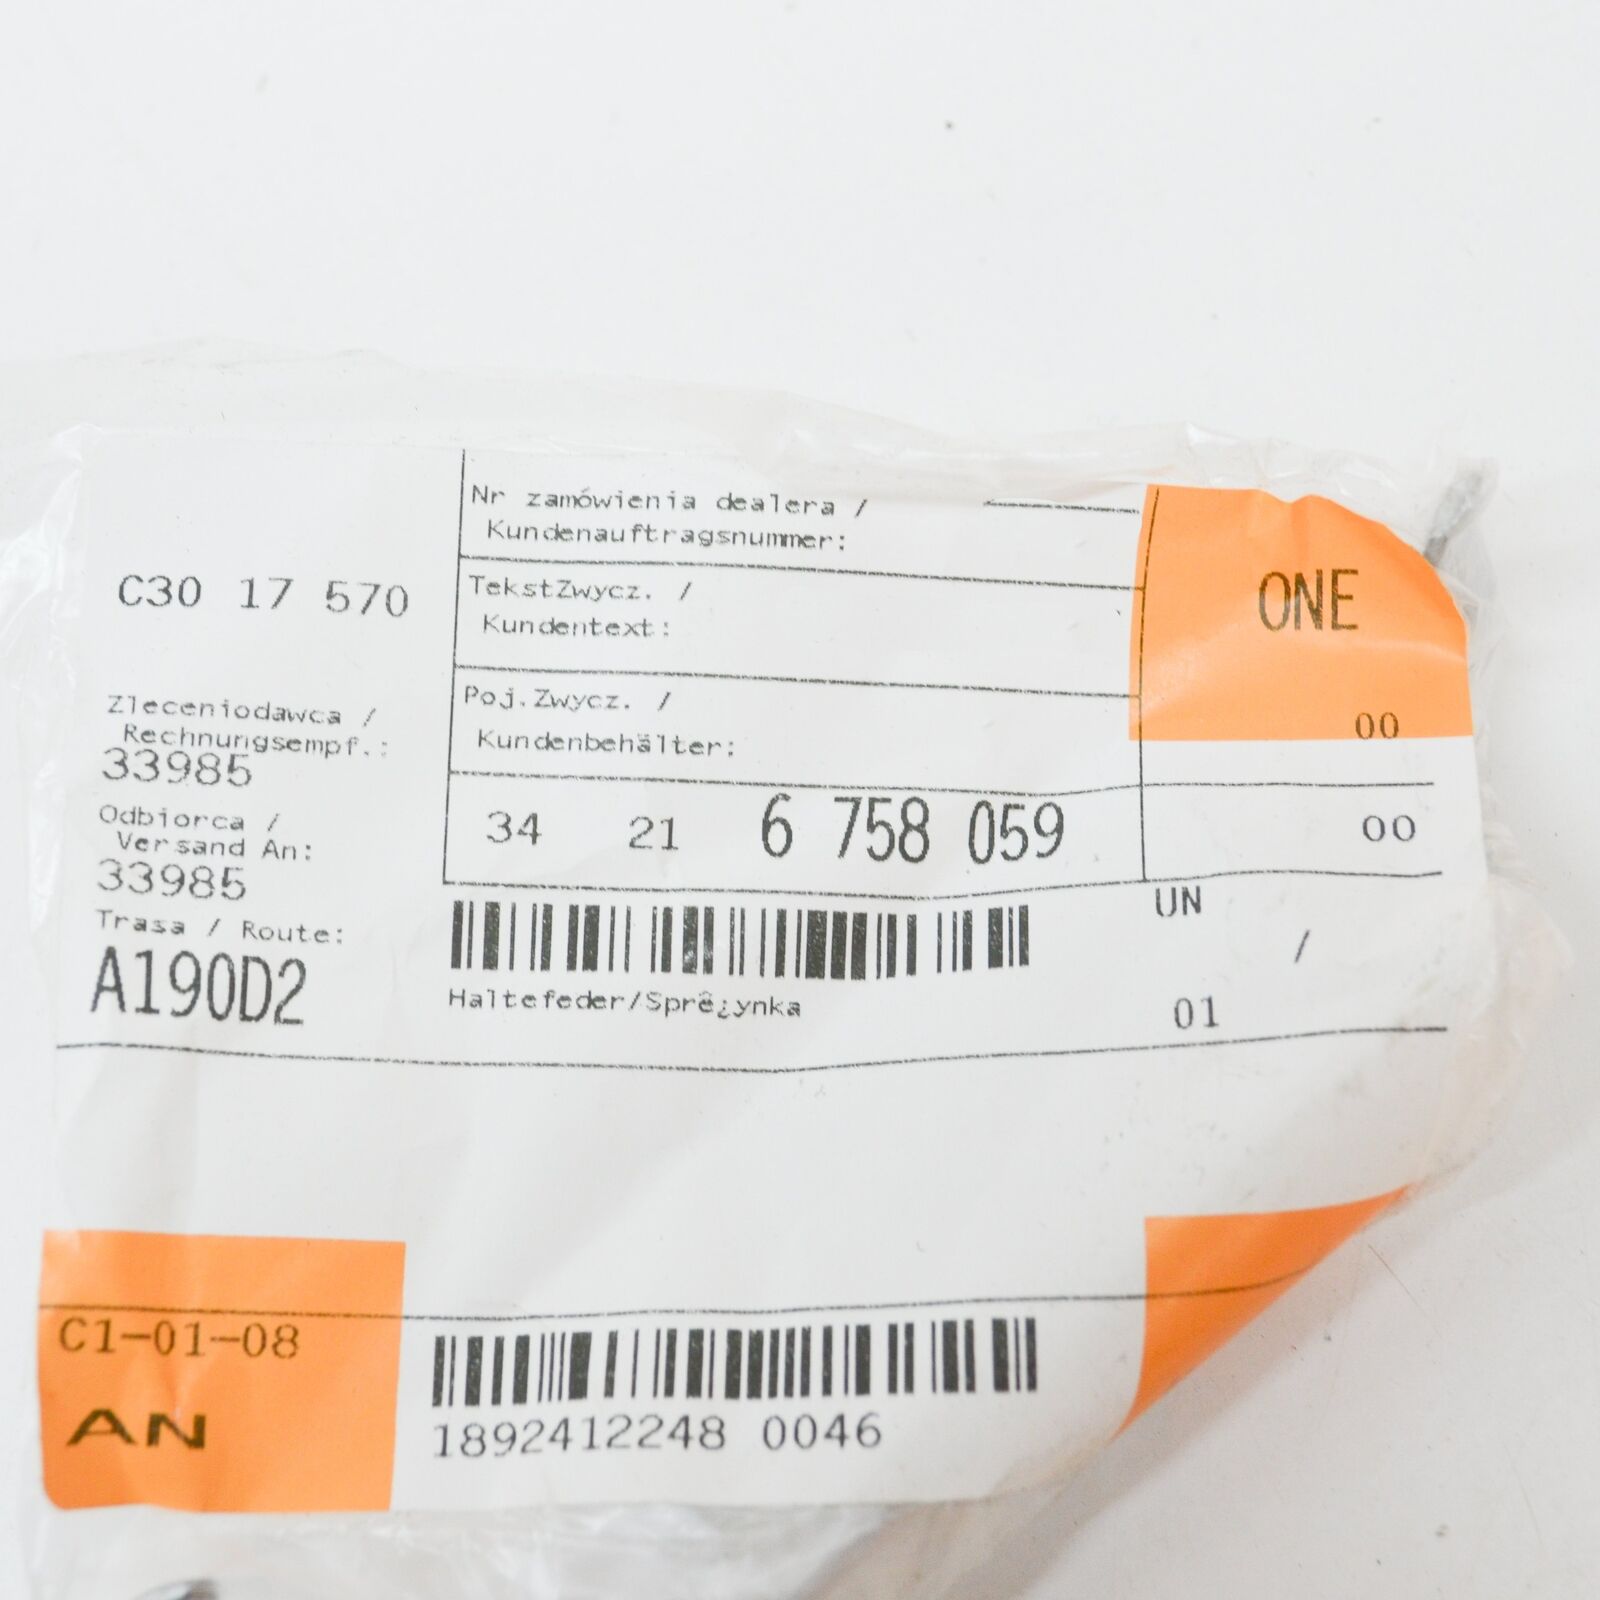 Nr zamówienia dealera /
Kundenauftragsnummer:
ONE
C30 17 570
TekstZwycz. /
Kundentext:
Zleceniodawca /
Rechnungsempf.:
33985
Poj.Zwycz. /
Kundenbehälter:
00
Odbiorca /
Versand An:
33985
34 21 6 758 059
00
Trasa / Route:
A190D2
UN
/
Haltefeder/Sprê¿ynka
01
C1-01-08
AN
1892412248 0046